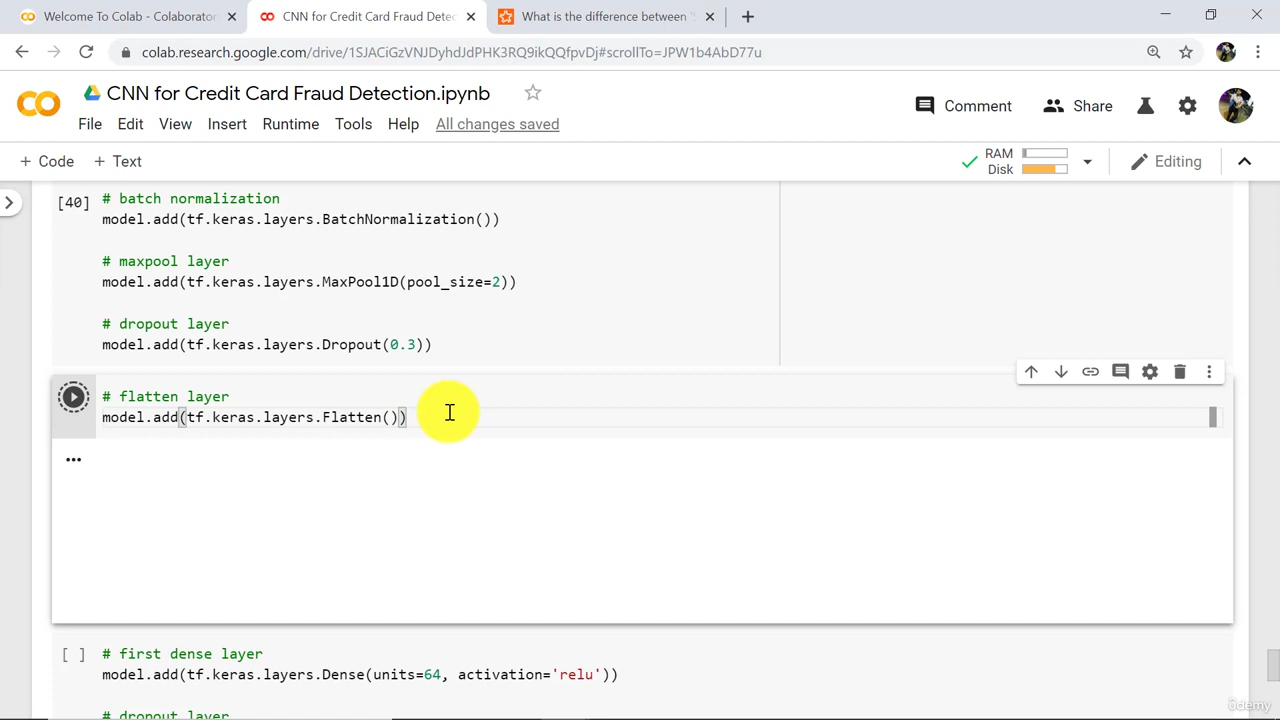 Welcome To Colab - Colaborator
CNN for Credit Card Fraud Detec
What is the difference between "
colab.research.google.com/drive/1SJACiGzVNJDyhdJdPHK3RQ9ikQQfpvDj#scrollTo=JPW1b4AbD77u
CNN for Credit Card Fraud Detection.ipynb
Comment
Share
File Edit View Insert Runtime Tools Help All changes saved
+ Code + Text
RAM
Disk
Editing
[40] # batch normalization
model.add(tf.keras.layers.BatchNormalization())
# maxpool layer
model.add(tf.keras.layers.MaxPool1D(pool_size=2))
# dropout layer
model.add(tf.keras.layers.Dropout(0.3))
# flatten layer
model.add(tf.keras.layers.Flatten())
[ ] # first dense layer
model.add(tf.keras.layers.Dense(units=64, activation='relu'))
# dropout layer
ûdemy